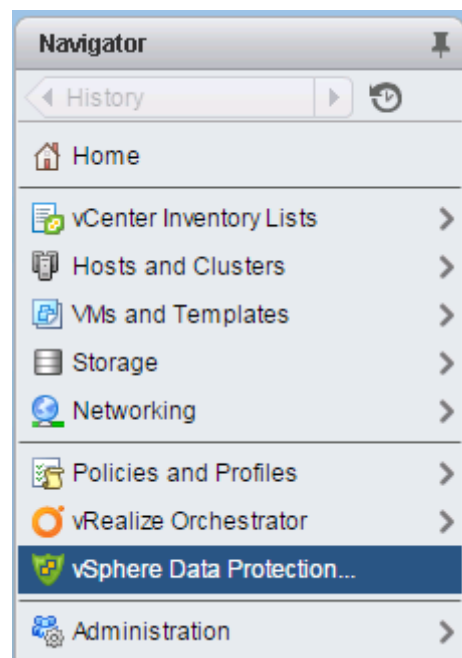 Navigator
History
Home
vCenter Inventory Lists
Hosts and Clusters
VMs and Templates
Storage
Networking
Policies and Profiles
vRealize Orchestrator
vSphere Data Protection...
Administration